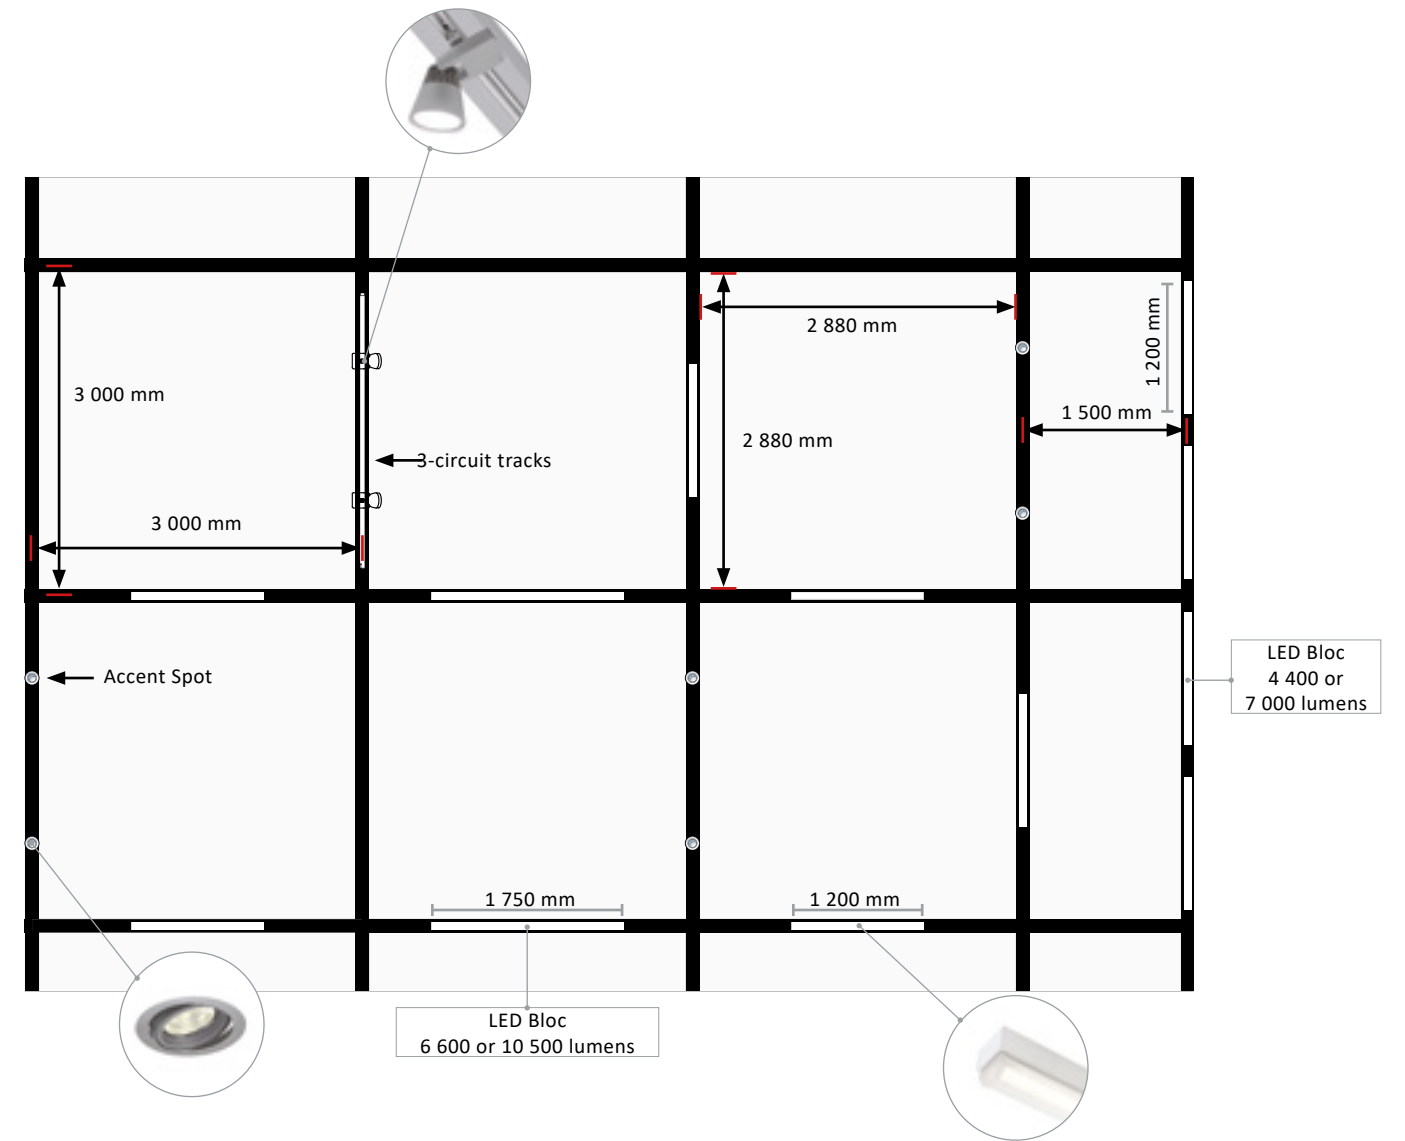 2 880 mm
1 200 mm
3 000 mm
1 500 mm
2 880 mm
3-circuit tracks
3 000 mm
Accent Spot
LED Bloc
4 400 or
7 000 lumens
1 750 mm
1 200 mm
LED Bloc
6 600 or 10 500 lumens